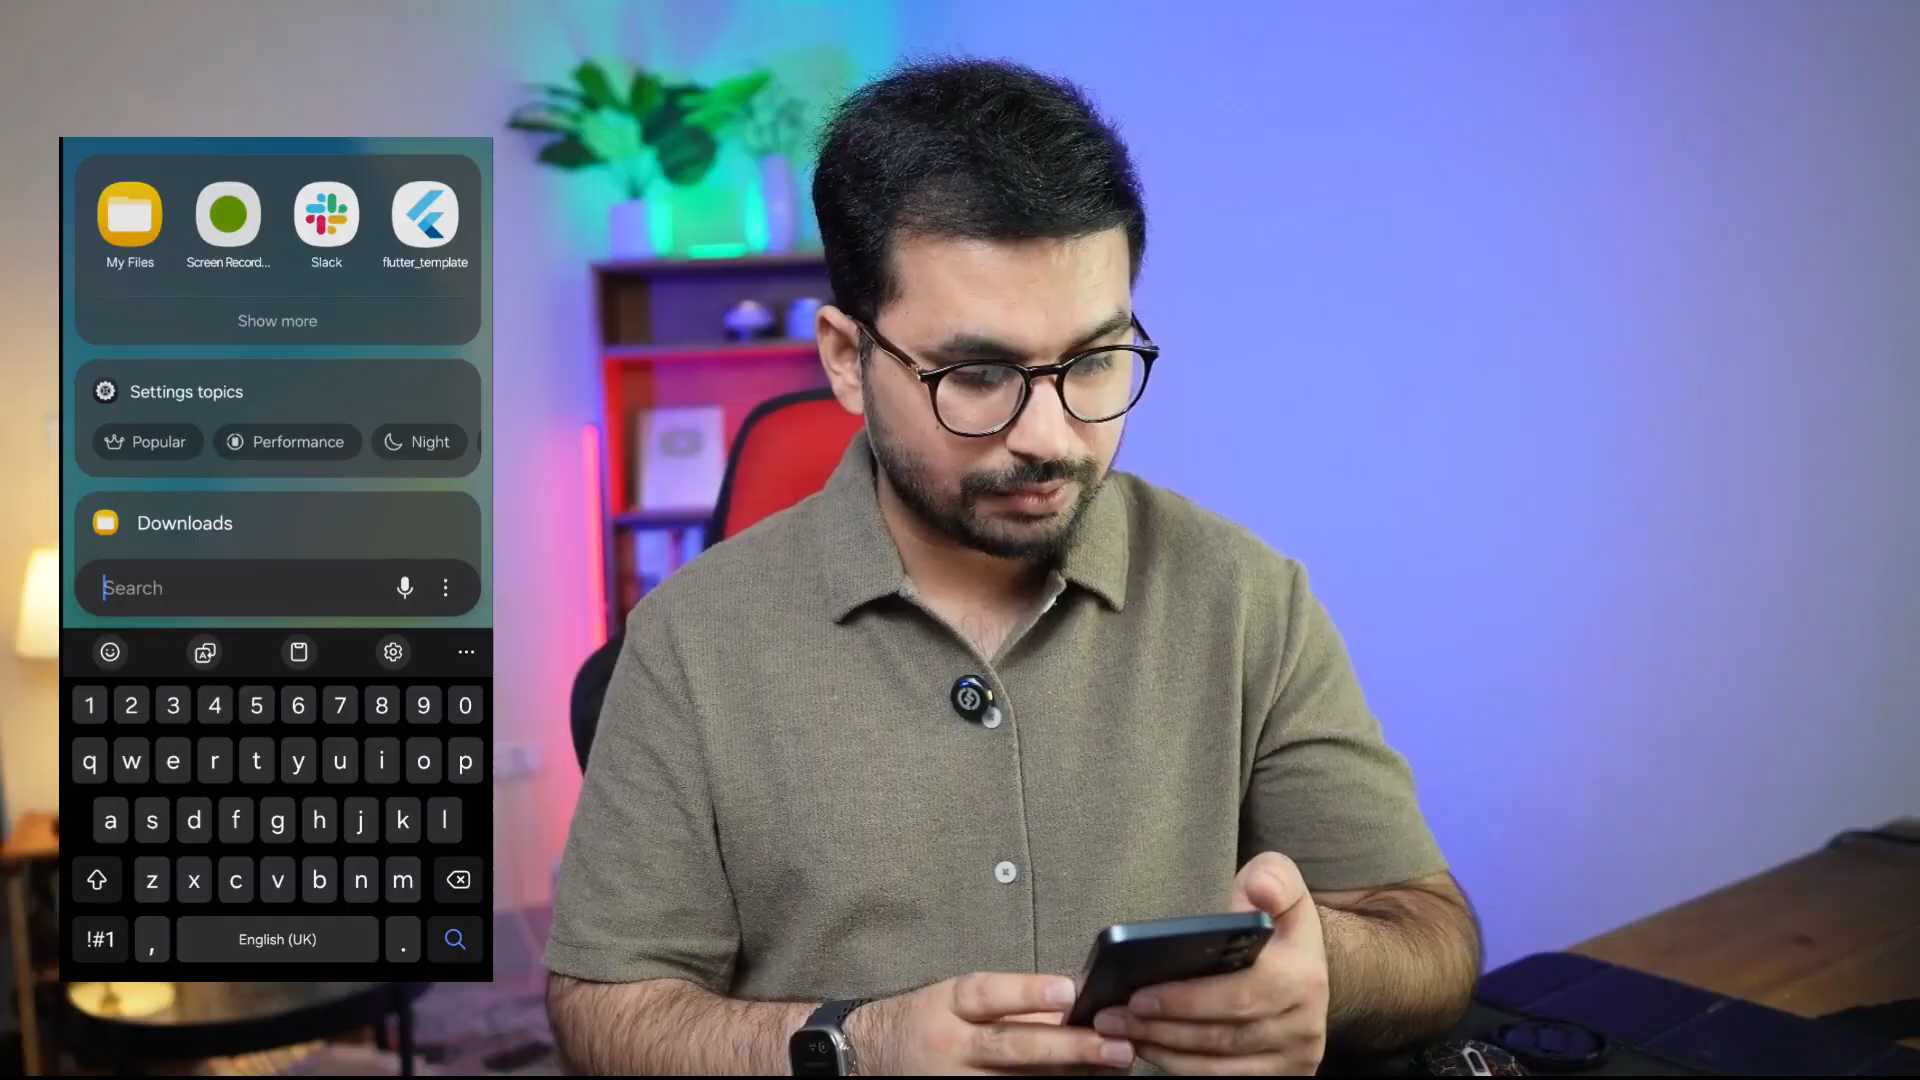 My Files Screen Record... Slack flutter_template
Show more
Settings topics
Popular Performance Night
Downloads
Search
1 2 3 4 5 6 7 8 9 0
q w e r t y u i o p
a s d f g h j k l
z x c v b n m
!#1 , English (UK) .